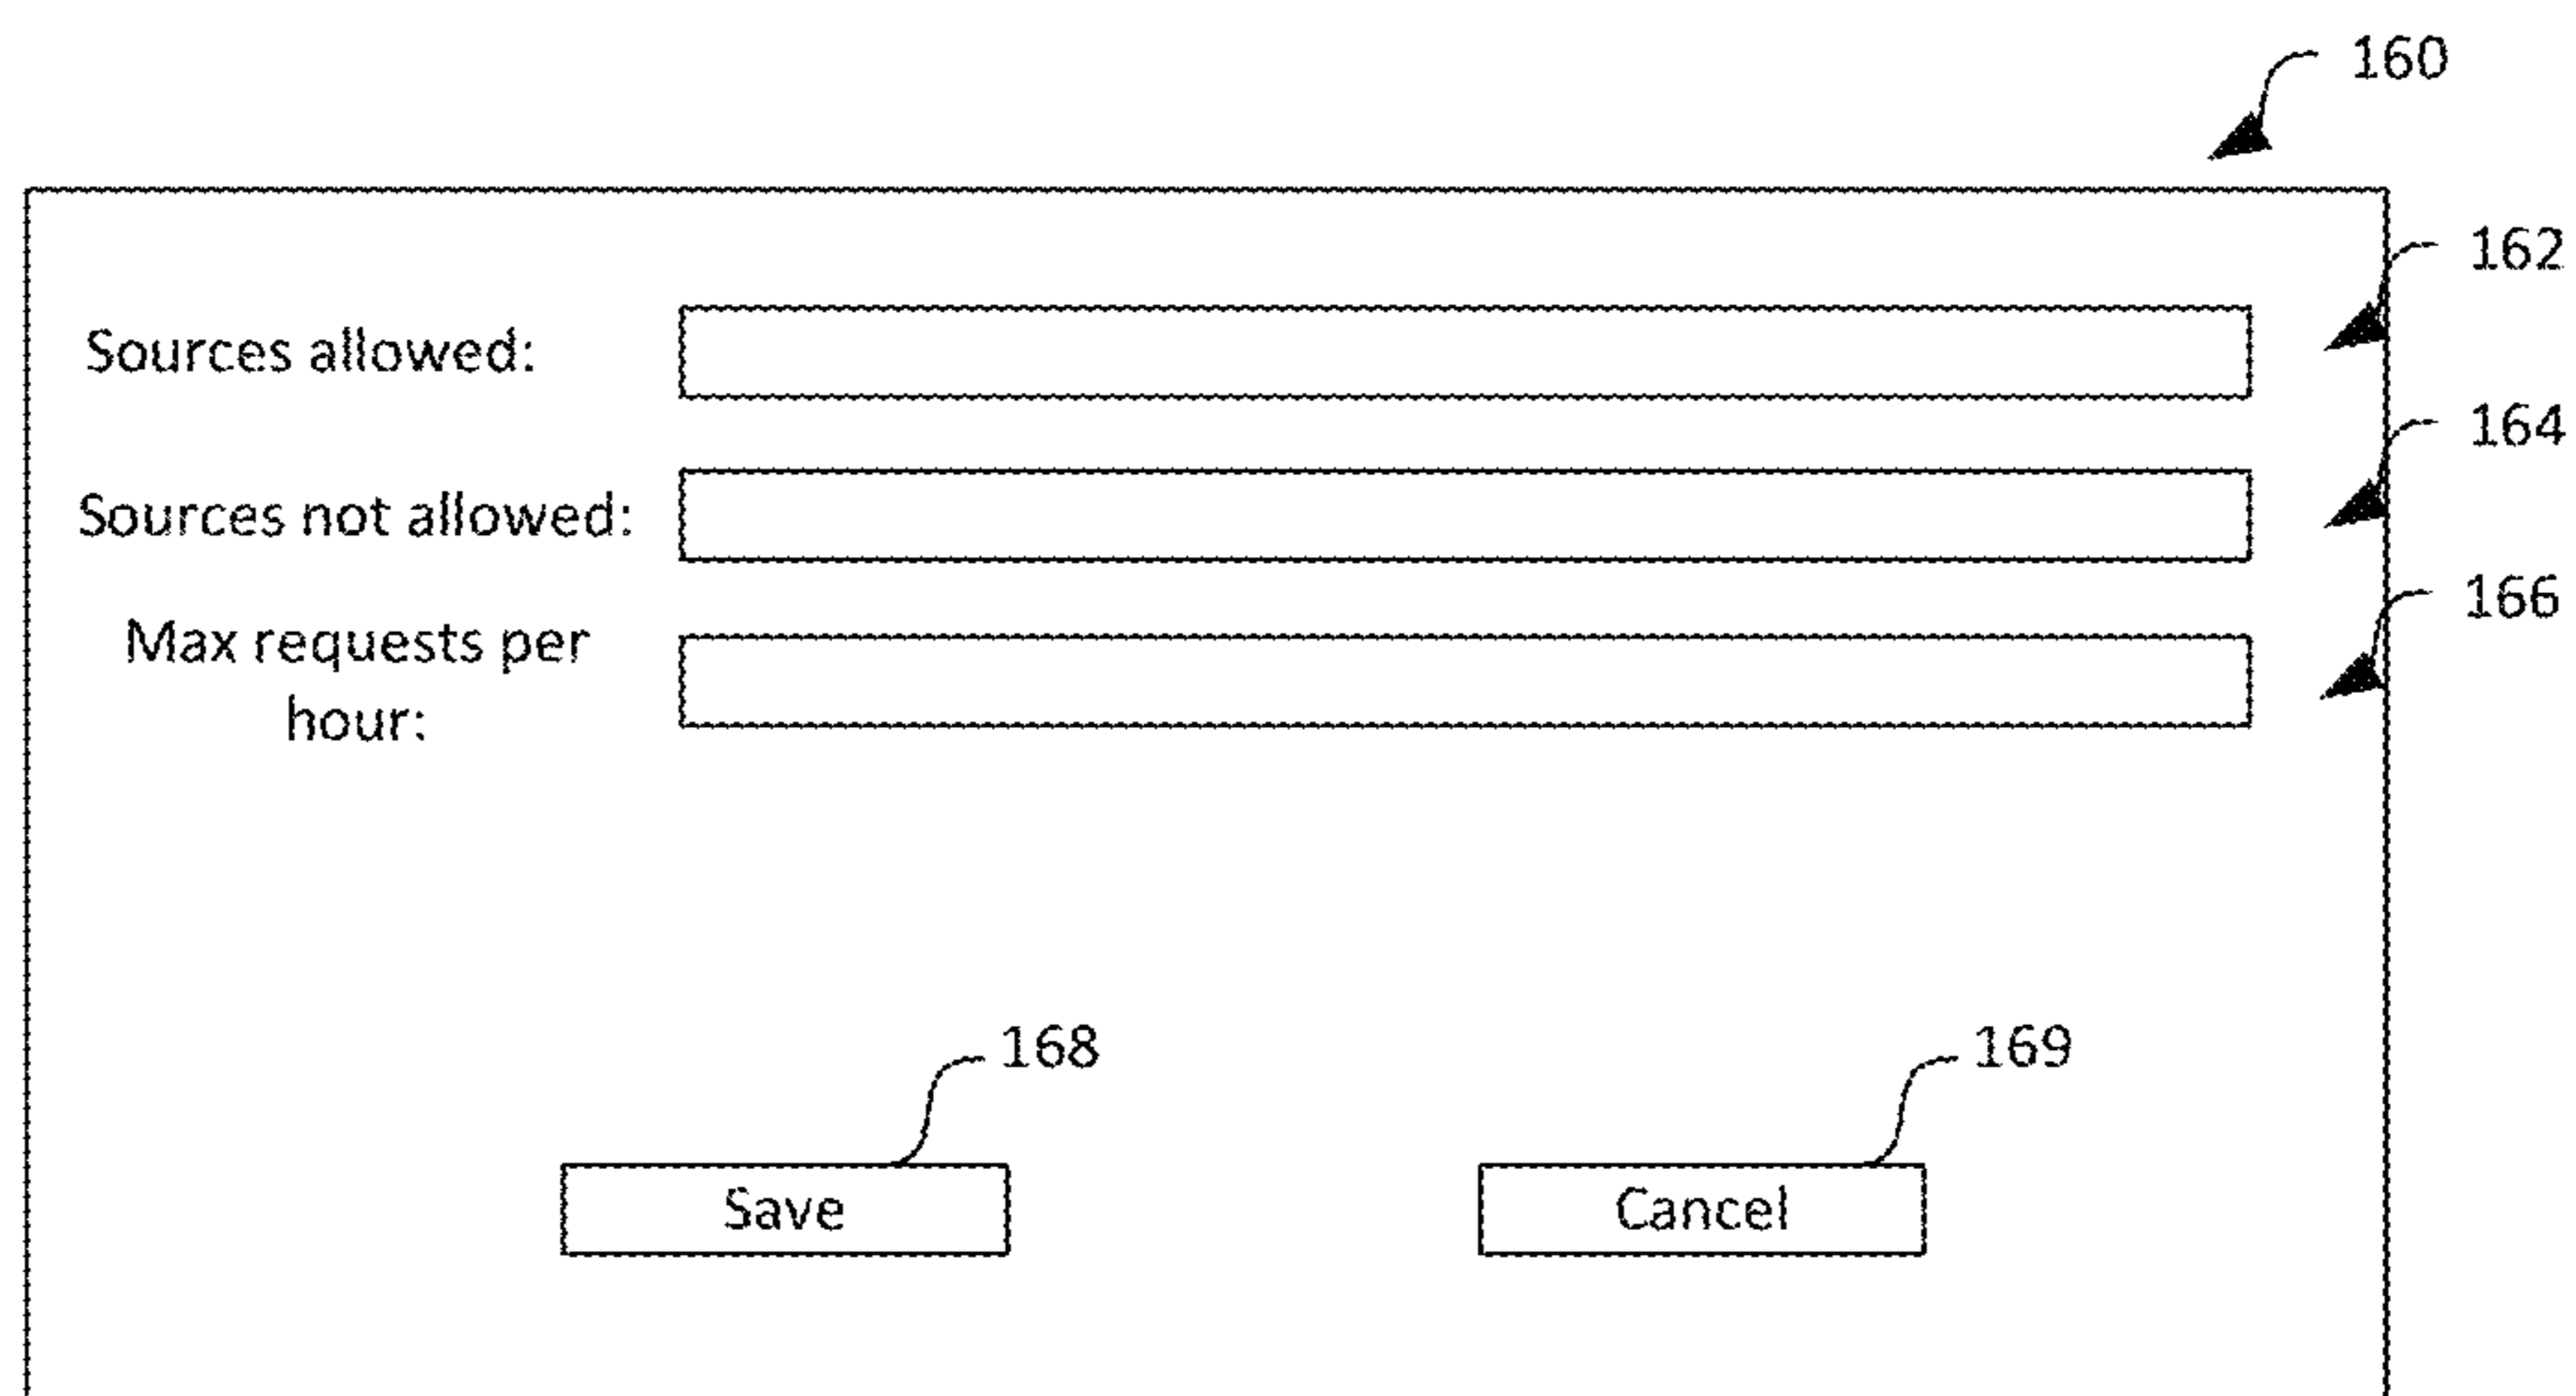 160
162
Sources allowed:
164
Sources not allowed:
166
Max requests per
hour:
168
169
Save
Cancel